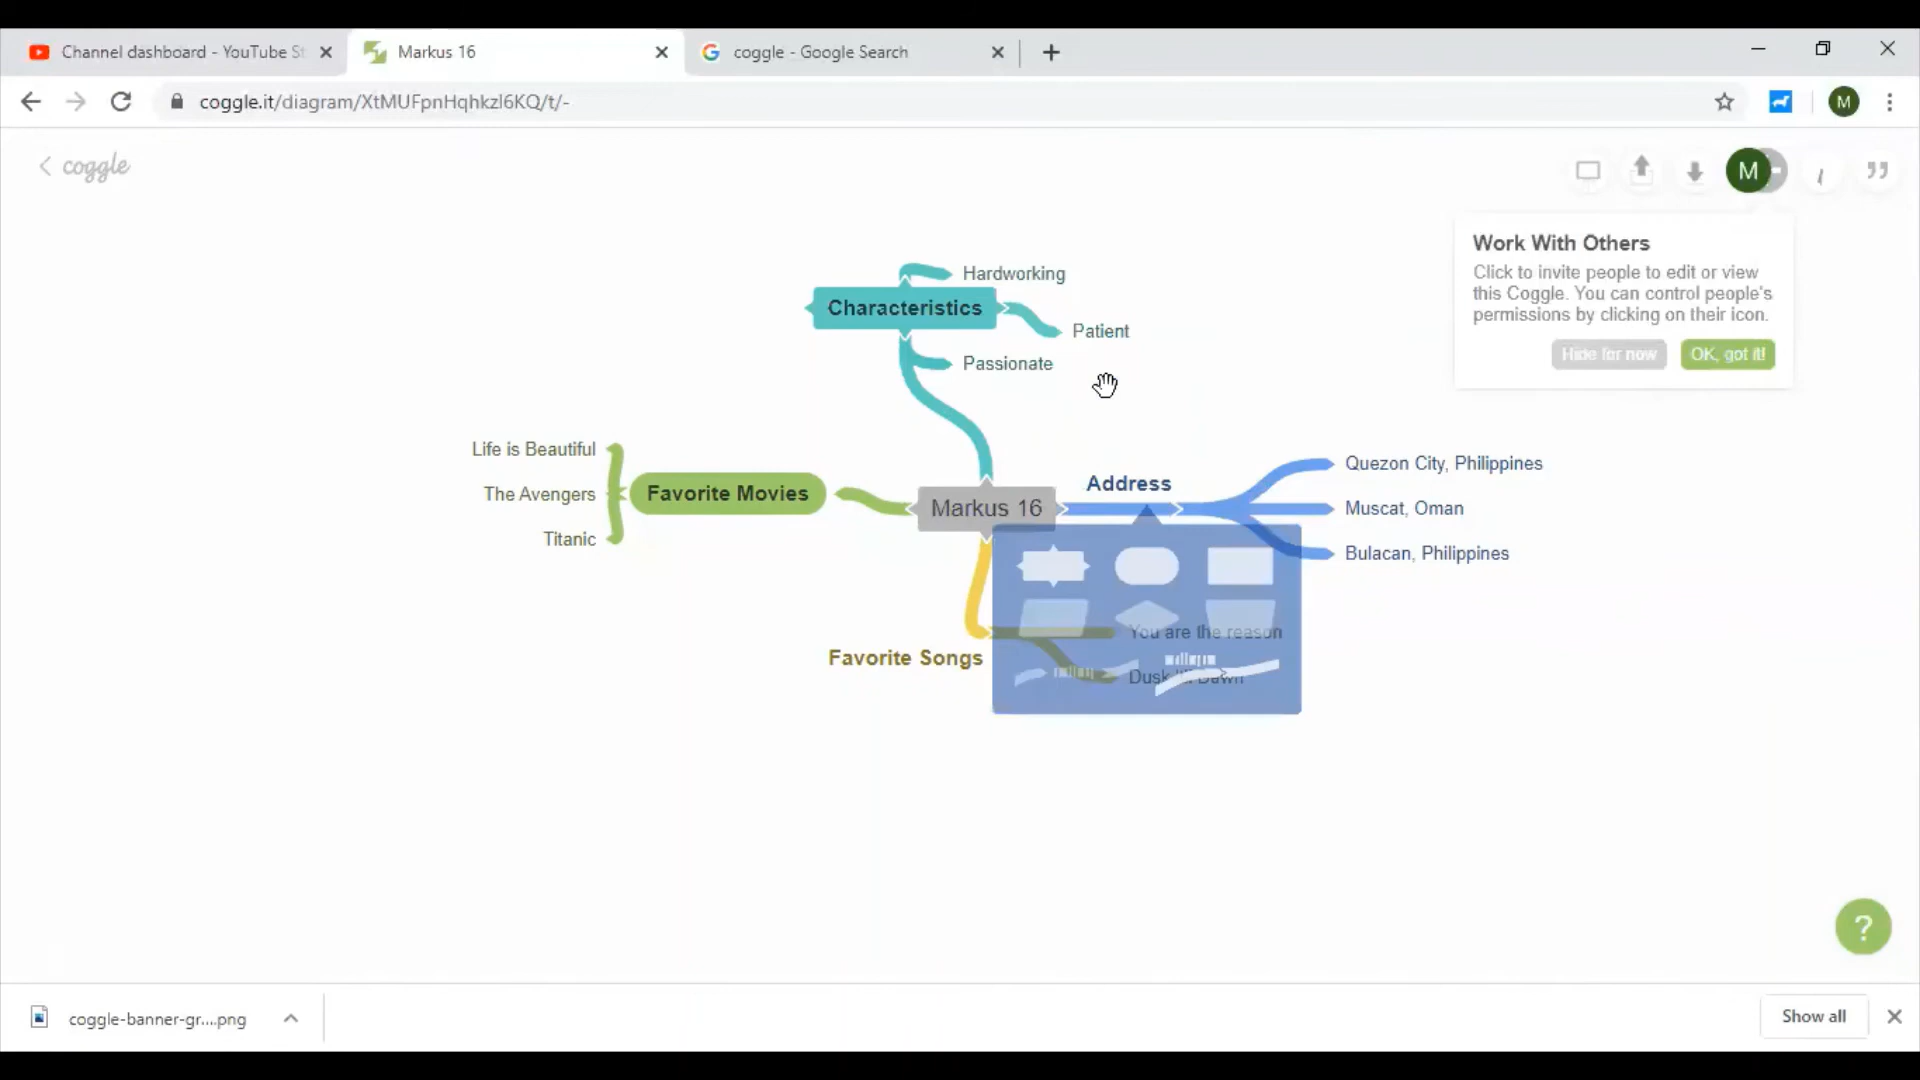 Channel dashboard - YouTube St
Markus 16
coggle - Google Search
coggle.it/diagram/XtMUFpnHqhkzl6KQ/t/-
M
coggle
M
Work With Others
Click to invite people to edit or view
this Coggle. You can control people's
permissions by clicking on their icon.
Hide for now
OK, got it!
Hardworking
Characteristics
Patient
Passionate
Life is Beautiful
The Avengers
Titanic
Favorite Movies
Markus 16
Address
Quezon City, Philippines
Muscat, Oman
Bulacan, Philippines
Favorite Songs
You are the reason
Dusk Till Dawn
?
coggle-banner-gr....png
Show all